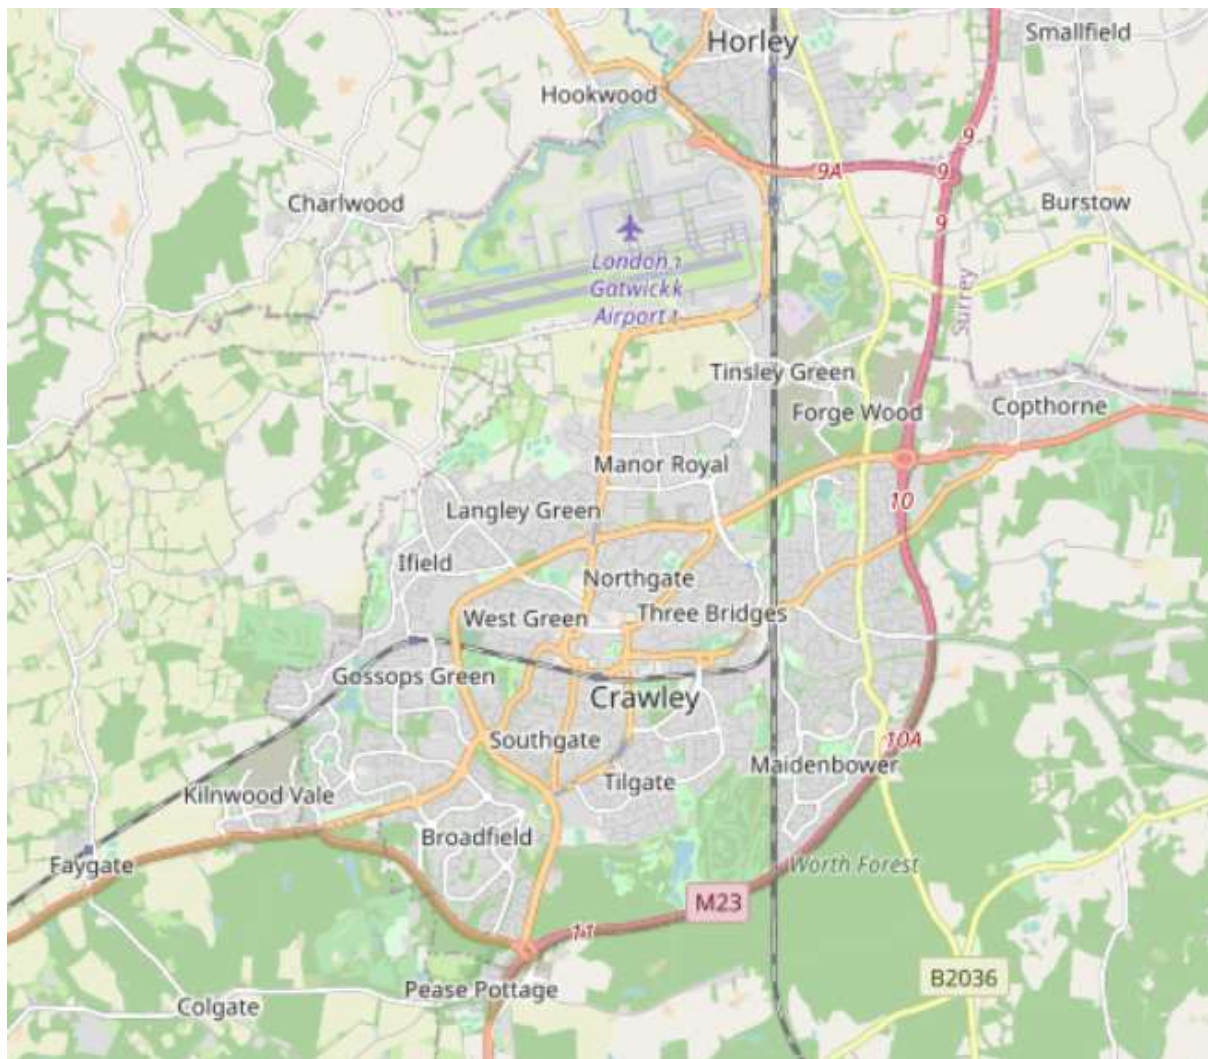 Horley
Smallfield
Hookwood
9
9A
9
Charlwood
Burstow
9
London
Gatwick
Airport
Surrey
Tinsley Green
Forge Wood
Copthorne
Manor Royal
10
Langley Green
Ifield
Northgate
West Green
Three Bridges
Gossops Green
Crawley
Southgate
10A
Maidenbower
Tilgate
Kilnwood Vale
Broadfield
Faygate
Worth Forest
M23
11
B2036
Pease Pottage
Colgate